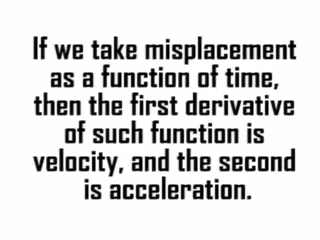 If we take misplacement
as a function of time,
then the first derivative
of such function is
velocity, and the second
is acceleration.